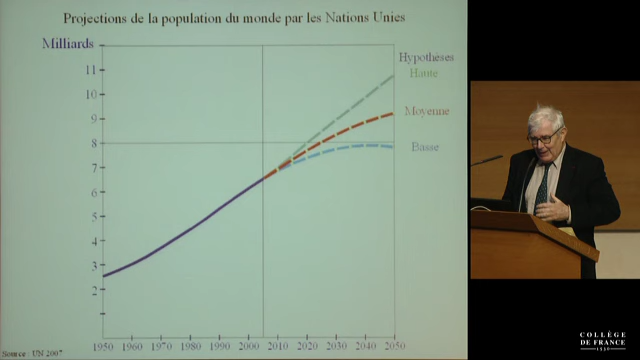 Projections de la population du monde par les Nations Unies
Milliards
Hypothèses
Haute
Moyenne
Basse
11
10
9
8
7
6
5
4
3
2
1950 1960 1970 1980 1990 2000 2010 2020 2030 2040 2050
Source : UN 2007
COLLÈGE
DE FRANCE
1530